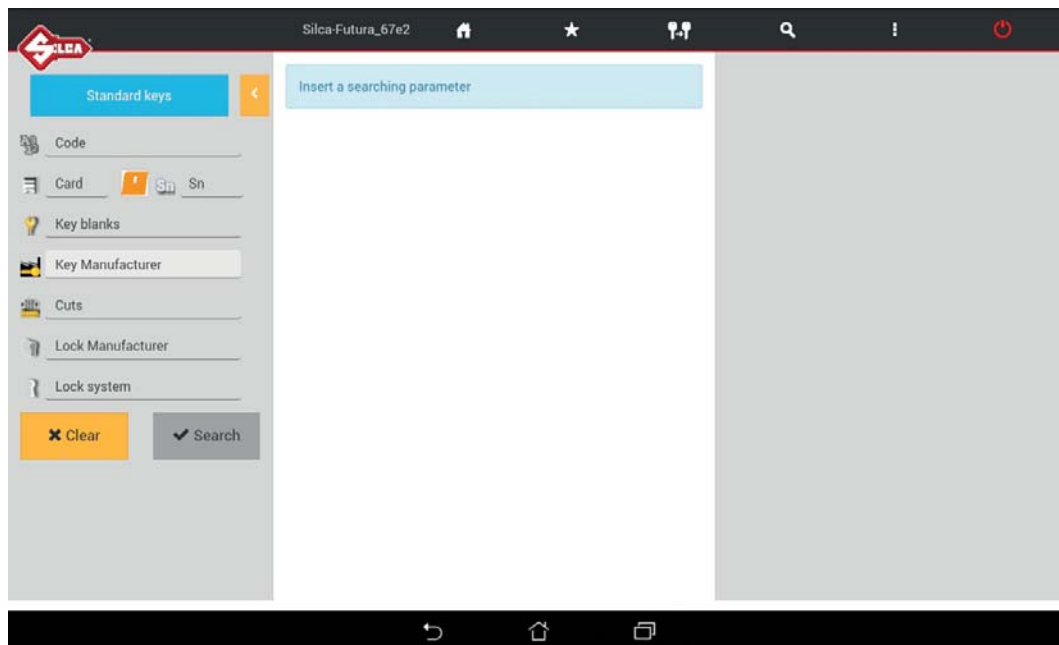 SILCA
Silca-Futura_67e2
Standard keys
Insert a searching parameter
Code
Card Sn Sn
Key blanks
Key Manufacturer
Cuts
Lock Manufacturer
Lock system
Clear Search